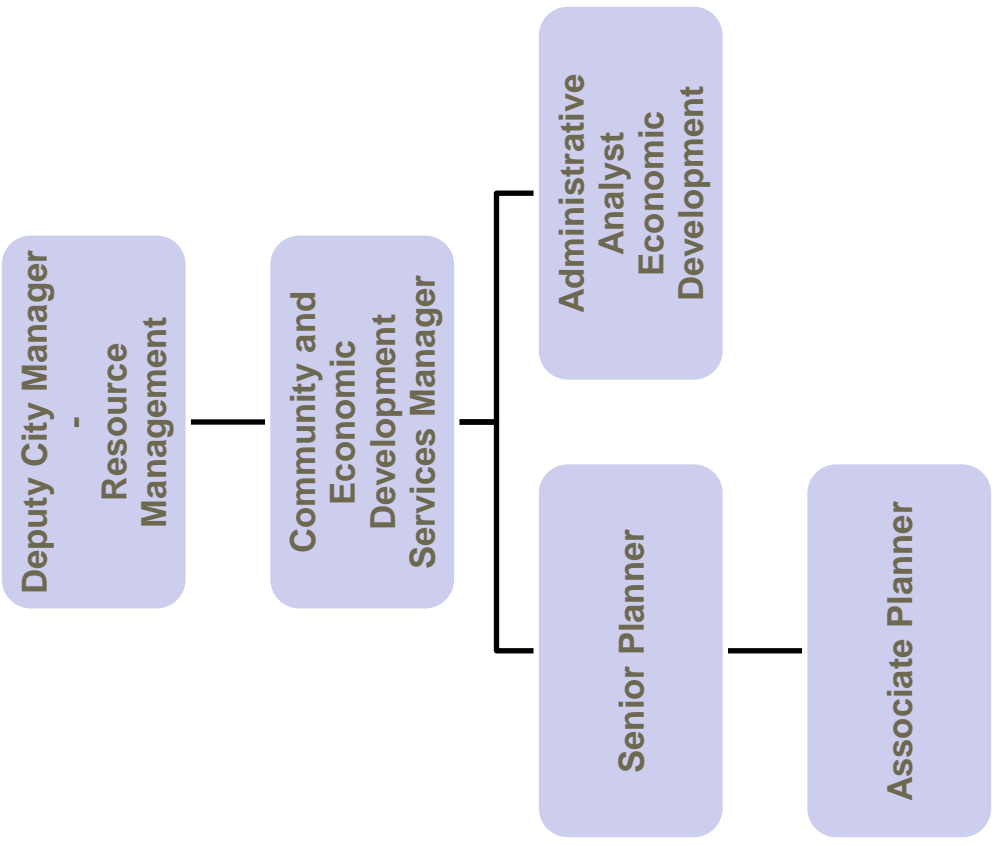 Deputy City Manager
-
Resource
Management
Community and
Economic
Development
Services Manager
Senior Planner
Administrative
Analyst
Economic
Development
Associate Planner